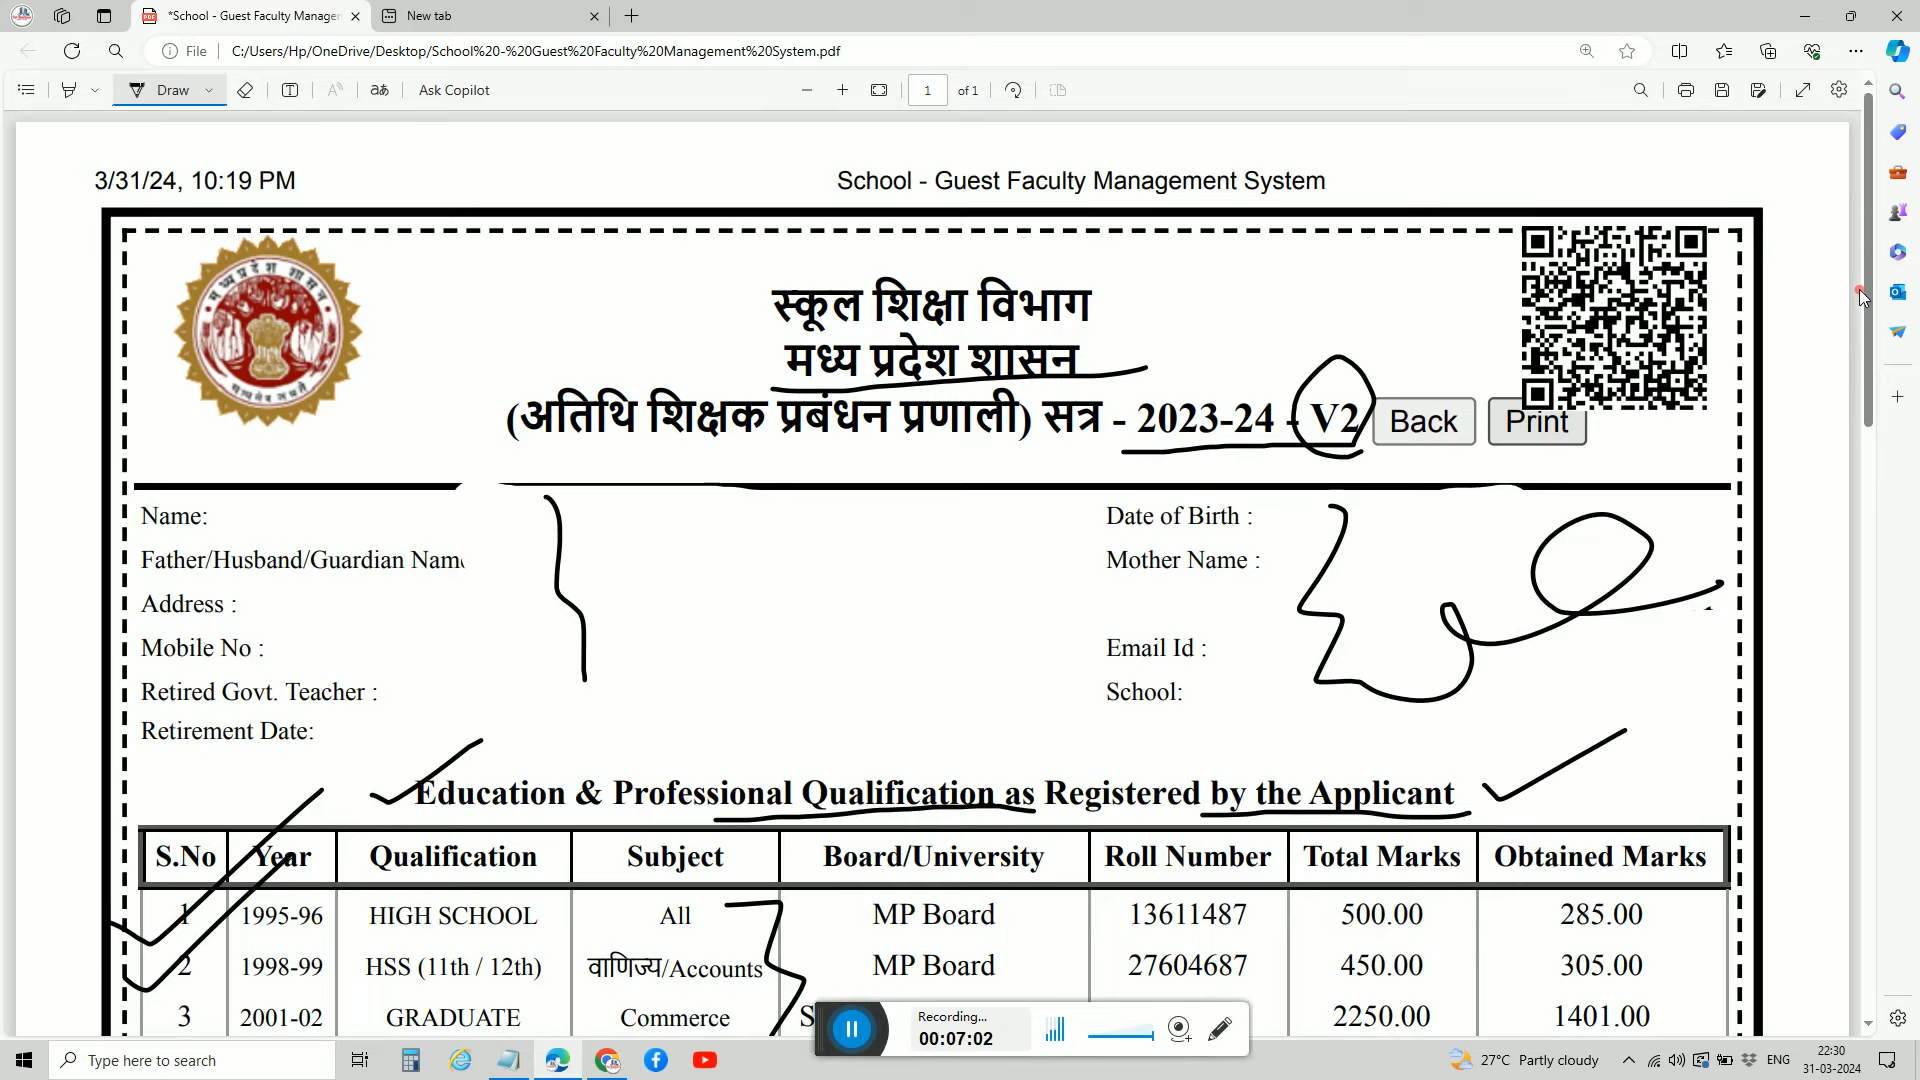 *School - Guest Faculty Manager
New tab
File
C:/Users/Hp/OneDrive/Desktop/School%20-%20Guest%20Faculty%20Management%20System.pdf
Draw
Ask Copilot
1 of 1
3/31/24, 10:19 PM
School - Guest Faculty Management System
स्कूल शिक्षा विभाग
मध्य प्रदेश शासन
(अतिथि शिक्षक प्रबंधन प्रणाली) सत्र - 2023-24 - V2
Back Print
Name:
Date of Birth :
Father/Husband/Guardian Nam
Mother Name :
Address :
Mobile No :
Email Id :
Retired Govt. Teacher :
School:
Retirement Date:
Education & Professional Qualification as Registered by the Applicant
S.No Year Qualification Subject Board/University Roll Number Total Marks Obtained Marks
1 1995-96 HIGH SCHOOL All MP Board 13611487 500.00 285.00
2 1998-99 HSS (11th / 12th) वाणिज्य/Accounts MP Board 27604687 450.00 305.00
3 2001-02 GRADUATE Commerce S 2250.00 1401.00
Recording...
00:07:02
Type here to search
27°C Partly cloudy
ENG
22:30
31-03-2024